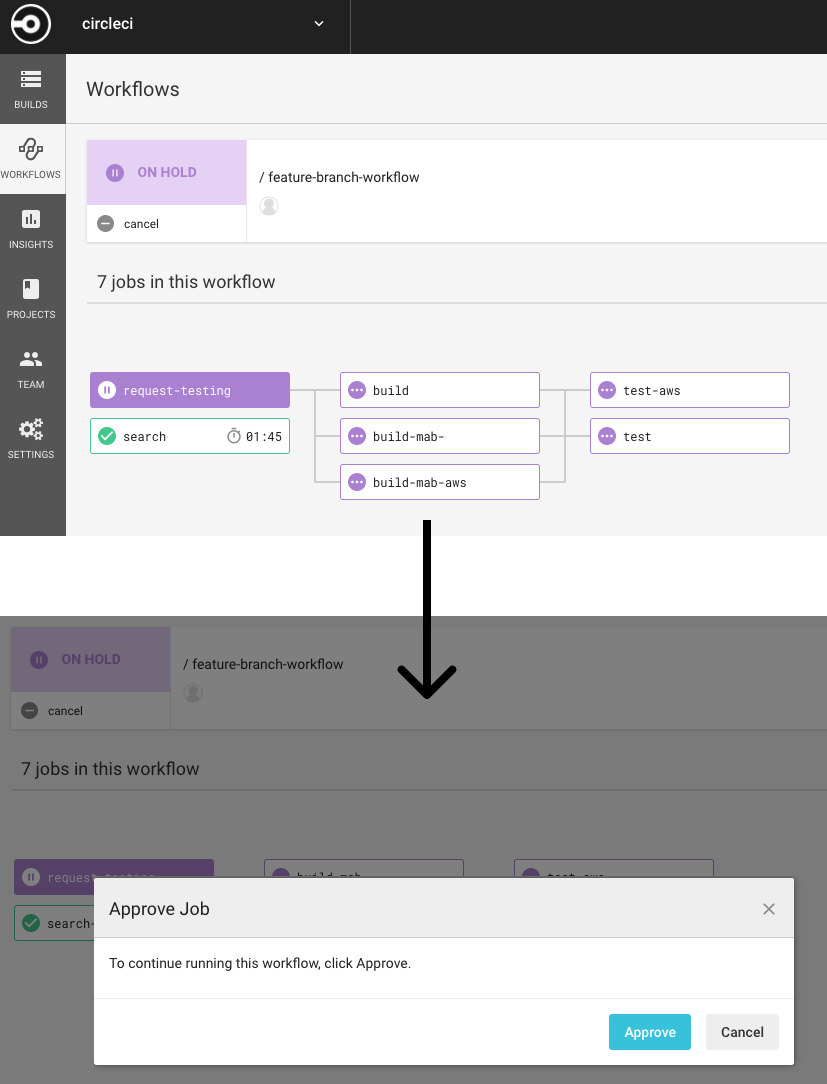 circleci
BUILDS
WORKFLOWS
INSIGHTS
PROJECTS
TEAM
SETTINGS
Workflows
ON HOLD
cancel
/ feature-branch-workflow
7 jobs in this workflow
request-testing
search
01:45
build
build-mab-
build-mab-aws
test-aws
test
ON HOLD
cancel
/ feature-branch-workflow
7 jobs in this workflow
request-testing
build-mab
test-aws
search-
Approve Job
To continue running this workflow, click Approve.
Approve
Cancel